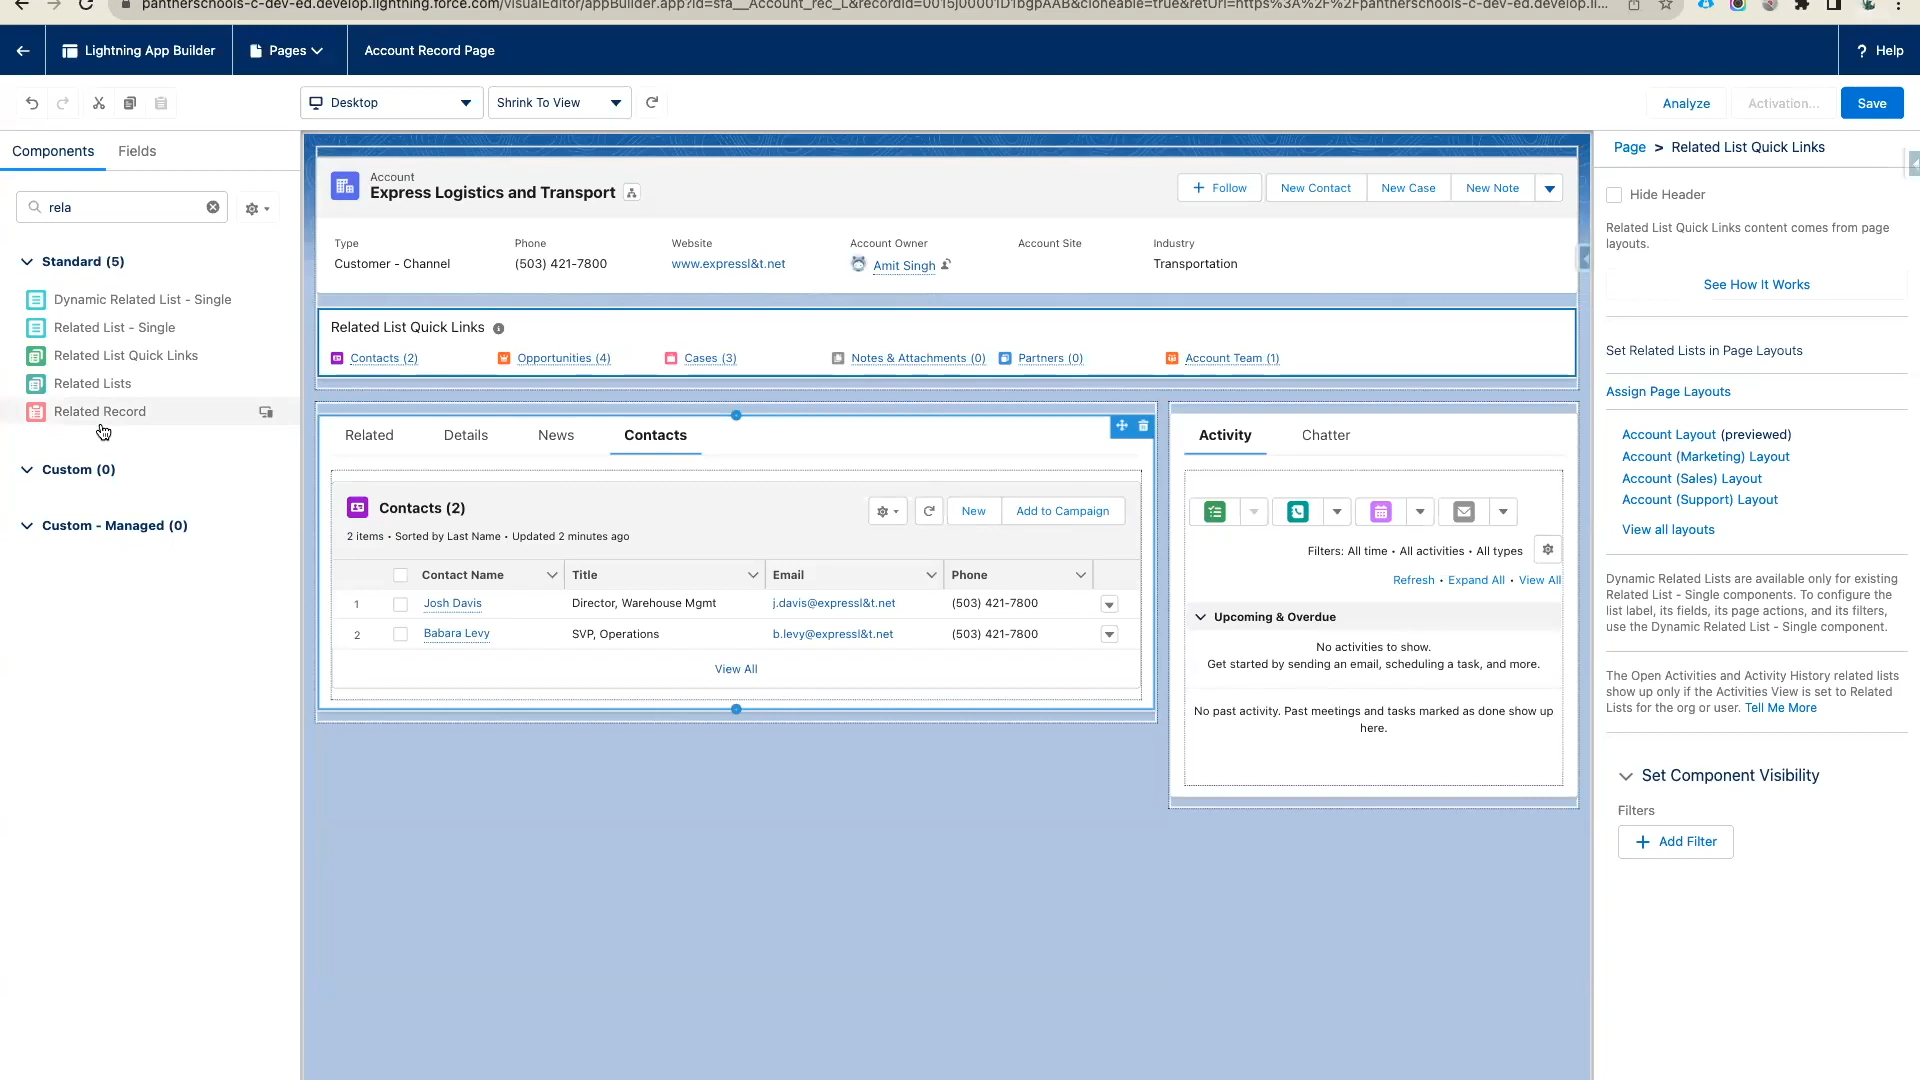 pantherschools-c-dev-ed.develop.lightning.force.com/visualEditor/appBuilder.app?id=sfa__Account_rec_L&recordId=0015j00001D1bgpAAB&cloneable=true&retUrl=https%3A%2F%2Fpantherschools-c-dev-ed.develop.li...
Lightning App Builder
Pages
Account Record Page
? Help
Desktop
Shrink To View
Analyze
Activation...
Save
Components
Fields
rela
Standard (5)
Dynamic Related List - Single
Related List - Single
Related List Quick Links
Related Lists
Related Record
Custom (0)
Custom - Managed (0)
Account
Express Logistics and Transport
+ Follow
New Contact
New Case
New Note
Type
Customer - Channel
Phone
(503) 421-7800
Website
www.expressl&t.net
Account Owner
Amit Singh
Account Site
Industry
Transportation
Related List Quick Links
Contacts (2)
Opportunities (4)
Cases (3)
Notes & Attachments (0)
Partners (0)
Account Team (1)
Related
Details
News
Contacts
Contacts (2)
New
Add to Campaign
2 items • Sorted by Last Name • Updated 2 minutes ago
Contact Name
Title
Email
Phone
1 Josh Davis Director, Warehouse Mgmt j.davis@expressl&t.net (503) 421-7800
2 Babara Levy SVP, Operations b.levy@expressl&t.net (503) 421-7800
View All
Activity
Chatter
Filters: All time • All activities • All types
Refresh • Expand All • View All
Upcoming & Overdue
No activities to show.
Get started by sending an email, scheduling a task, and more.
No past activity. Past meetings and tasks marked as done show up
here.
Page > Related List Quick Links
Hide Header
Related List Quick Links content comes from page
layouts.
See How It Works
Set Related Lists in Page Layouts
Assign Page Layouts
Account Layout (previewed)
Account (Marketing) Layout
Account (Sales) Layout
Account (Support) Layout
View all layouts
Dynamic Related Lists are available only for existing
Related List - Single components. To configure the
list label, its fields, its page actions, and its filters,
use the Dynamic Related List - Single component.
The Open Activities and Activity History related lists
show up only if the Activities View is set to Related
Lists for the org or user. Tell Me More
Set Component Visibility
Filters
+ Add Filter